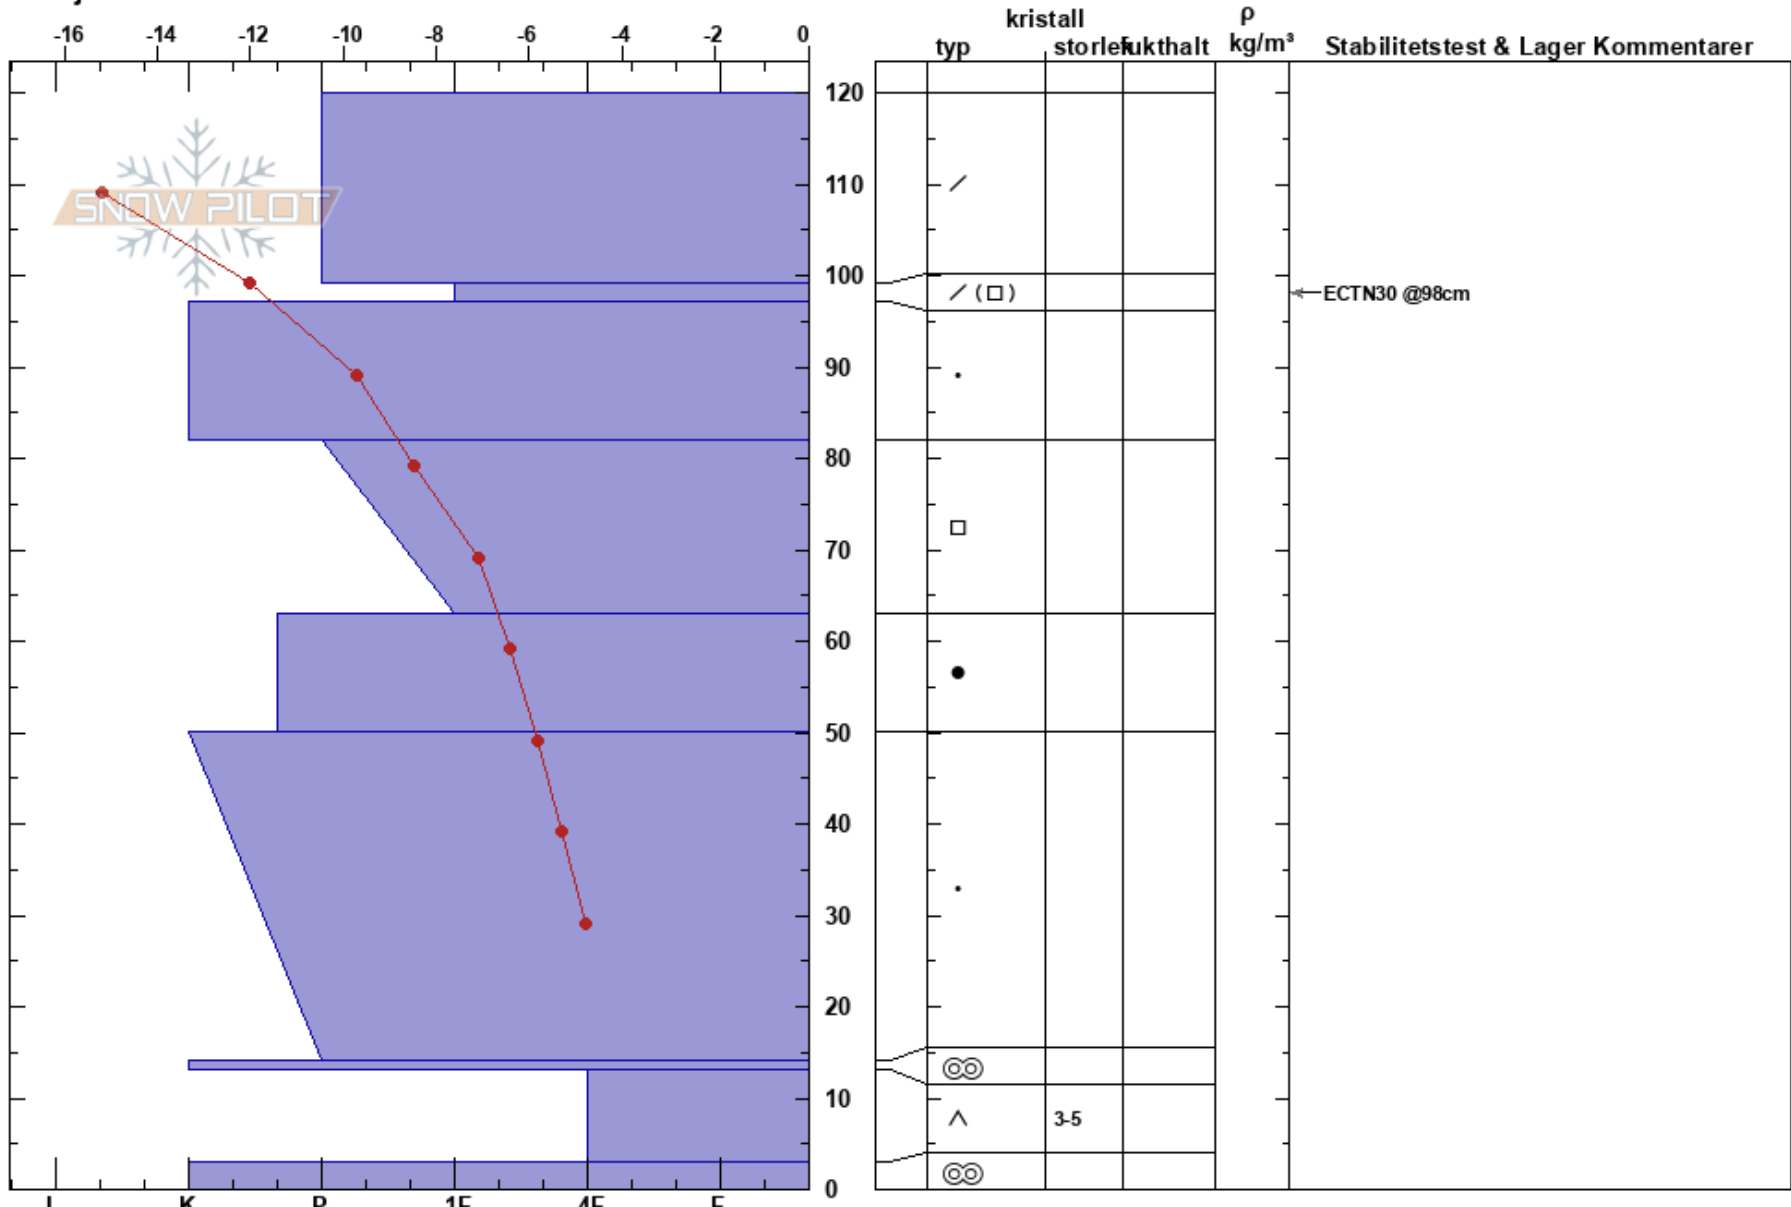 kristall ρ
-16 -14 -12 -10 -8 -6 -4 -2 0
typ storlek fukthalt kg/m³ Stabilitetstest & Lager Kommentarer
120
SNOW PILOT
110
100
(□) ECTN30 @98cm
90
80
70
60
50
40
30
20
10
3-5
0
I K P 1F 4F F